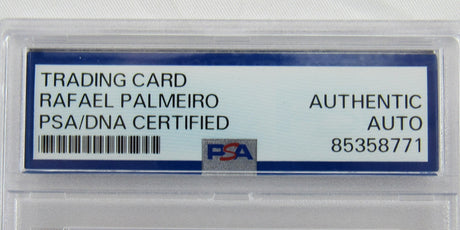 TRADING CARD
RAFAEL PALMEIRO
PSA/DNA CERTIFIED
AUTHENTIC
AUTO
85358771
PSA